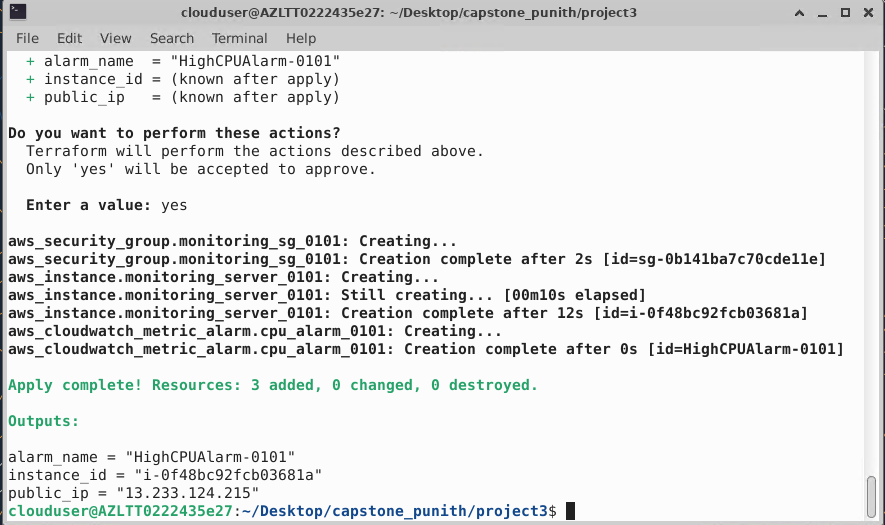 clouduser@AZLTT0222435e27: ~/Desktop/capstone_punith/project3
File Edit View Search Terminal Help
+ alarm_name  = "HighCPUAlarm-0101"
+ instance_id = (known after apply)
+ public_ip   = (known after apply)
Do you want to perform these actions?
Terraform will perform the actions described above.
Only 'yes' will be accepted to approve.
Enter a value: yes
aws_security_group.monitoring_sg_0101: Creating...
aws_security_group.monitoring_sg_0101: Creation complete after 2s [id=sg-0b141ba7c70cde11e]
aws_instance.monitoring_server_0101: Creating...
aws_instance.monitoring_server_0101: Still creating... [00m10s elapsed]
aws_instance.monitoring_server_0101: Creation complete after 12s [id=i-0f48bc92fcb03681a]
aws_cloudwatch_metric_alarm.cpu_alarm_0101: Creating...
aws_cloudwatch_metric_alarm.cpu_alarm_0101: Creation complete after 0s [id=HighCPUAlarm-0101]
Apply complete! Resources: 3 added, 0 changed, 0 destroyed.
Outputs:
alarm_name = "HighCPUAlarm-0101"
instance_id = "i-0f48bc92fcb03681a"
public_ip = "13.233.124.215"
clouduser@AZLTT0222435e27:~/Desktop/capstone_punith/project3$